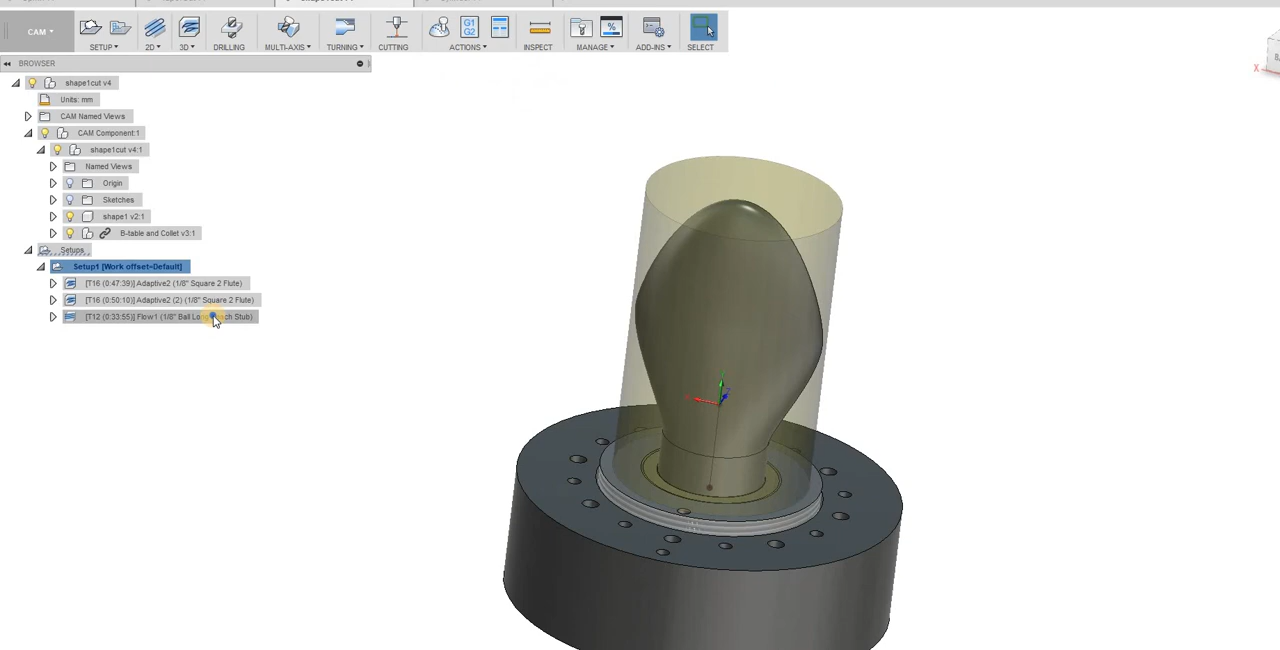 CAM
G1
G2
%
SETUP
2D
3D
DRILLING
MULTI-AXIS
TURNING
CUTTING
ACTIONS
INSPECT
MANAGE
ADD-INS
SELECT
BROWSER
X
shape1cut v4
Units: mm
CAM Named Views
CAM Component:1
shape1cut v4:1
Named Views
Origin
Sketches
shape1 v2:1
B-table and Collet v3:1
Setups
Setup1 [Work offset=Default]
[T16 (0:47:39)] Adaptive2 (1/8" Square 2 Flute)
[T16 (0:50:10)] Adaptive2 (2) (1/8" Square 2 Flute)
[T12 (0:33:55)] Flow1 (1/8" Ball Long Reach Stub)